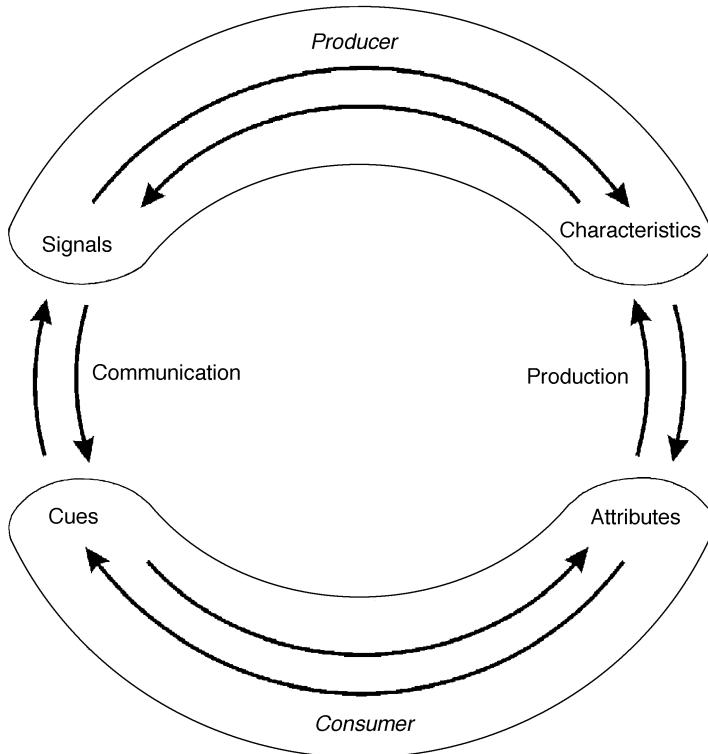 Producer
Signals
Characteristics
Communication
Production
Cues
Attributes
Consumer